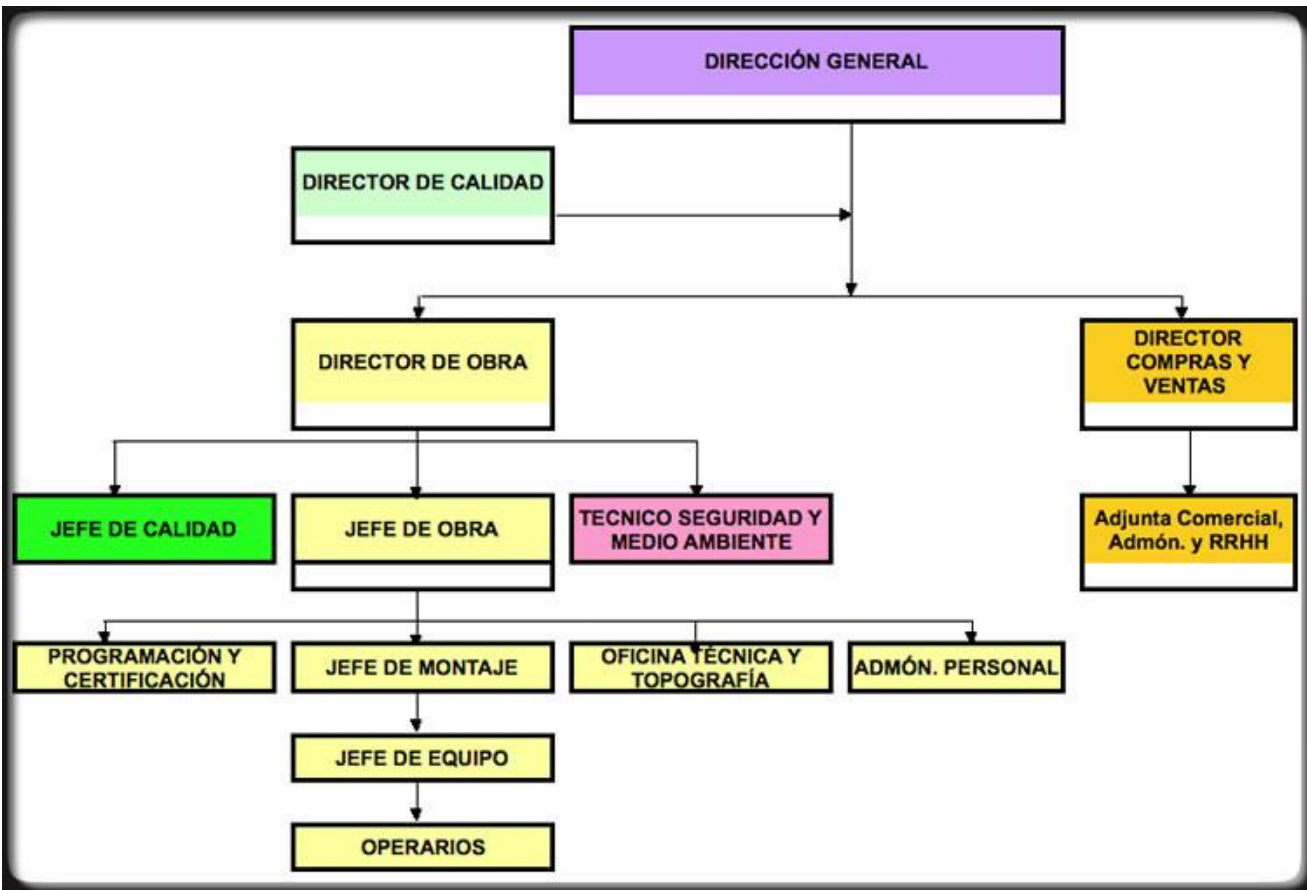 DIRECCIÓN GENERAL
DIRECTOR DE CALIDAD
DIRECTOR DE OBRA
DIRECTOR
COMPRAS Y
VENTAS
JEFE DE CALIDAD
JEFE DE OBRA
TECNICO SEGURIDAD Y
MEDIO AMBIENTE
Adjunta Comercial,
Admón. y RRHH
PROGRAMACIÓN Y
CERTIFICACIÓN
JEFE DE MONTAJE
OFICINA TÉCNICA Y
TOPOGRAFÍA
ADMÓN. PERSONAL
JEFE DE EQUIPO
OPERARIOS